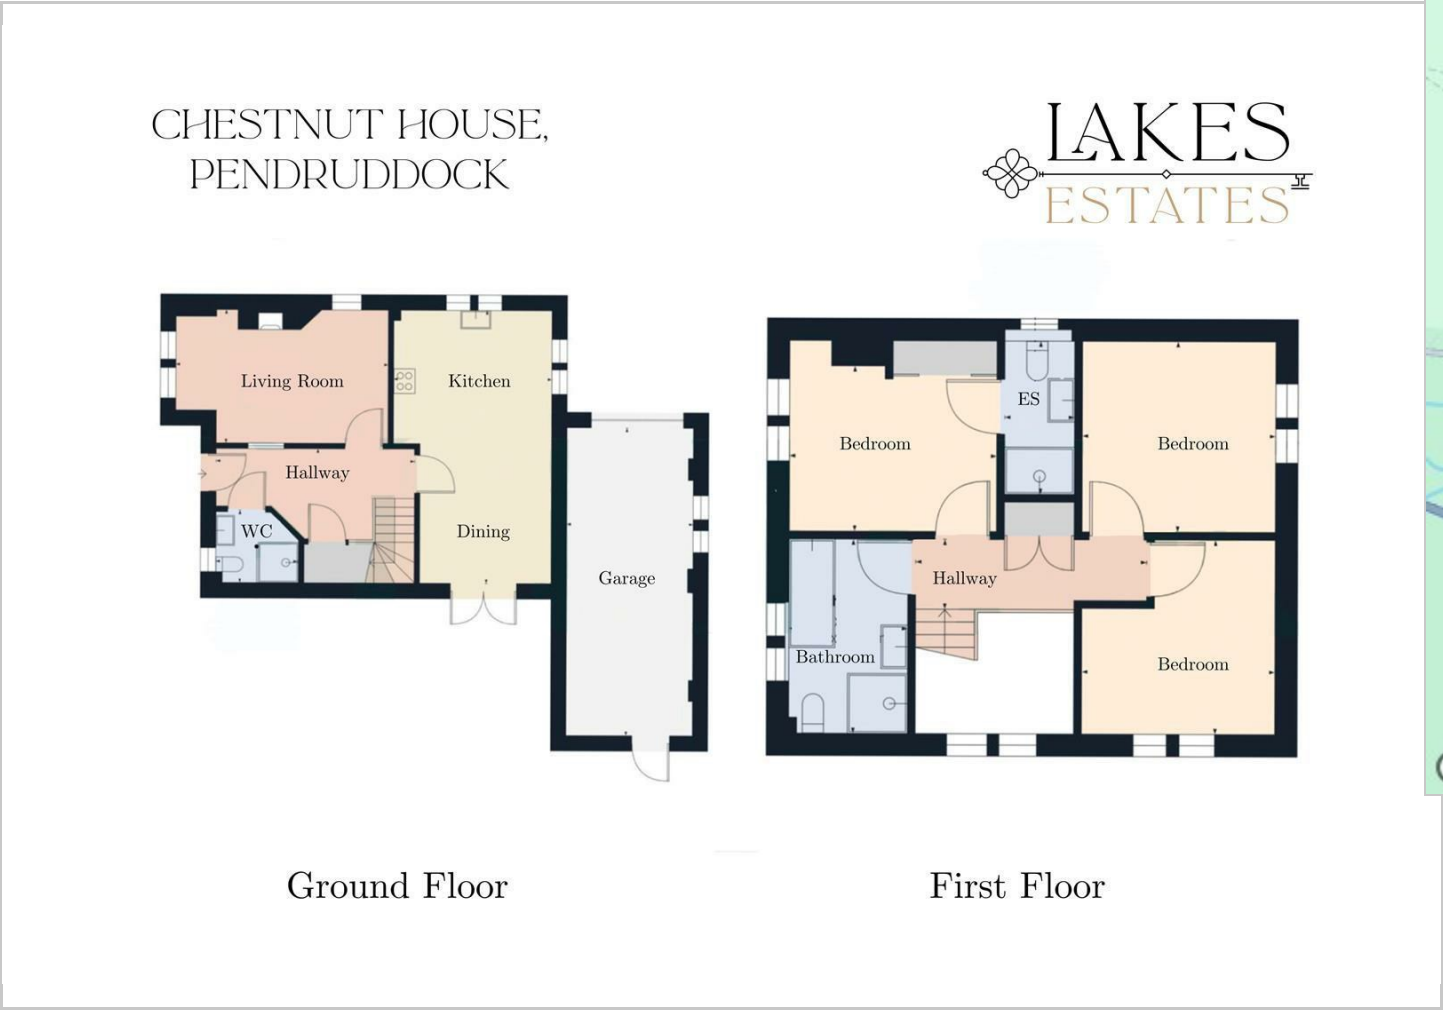 CHESTNUT HOUSE,
PENDRUDDOCK
LAKES
ESTATES
Living Room
Kitchen
Hallway
WC
Dining
Garage
Bedroom
ES
Bedroom
Hallway
Bathroom
Bedroom
Ground Floor
First Floor